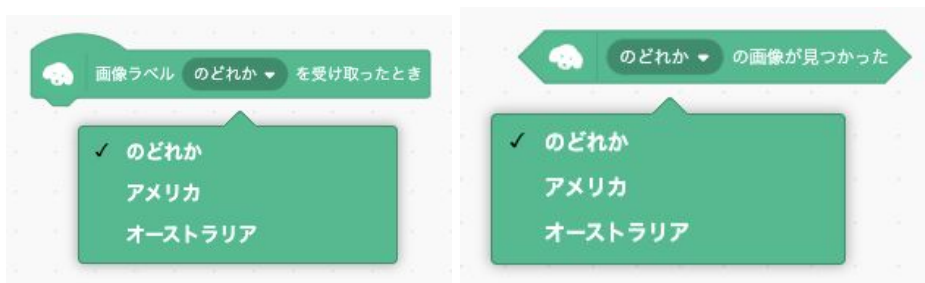 画像ラベル のどれか を受け取ったとき
✓ のどれか
アメリカ
オーストラリア
のどれか の画像が見つかった
✓ のどれか
アメリカ
オーストラリア